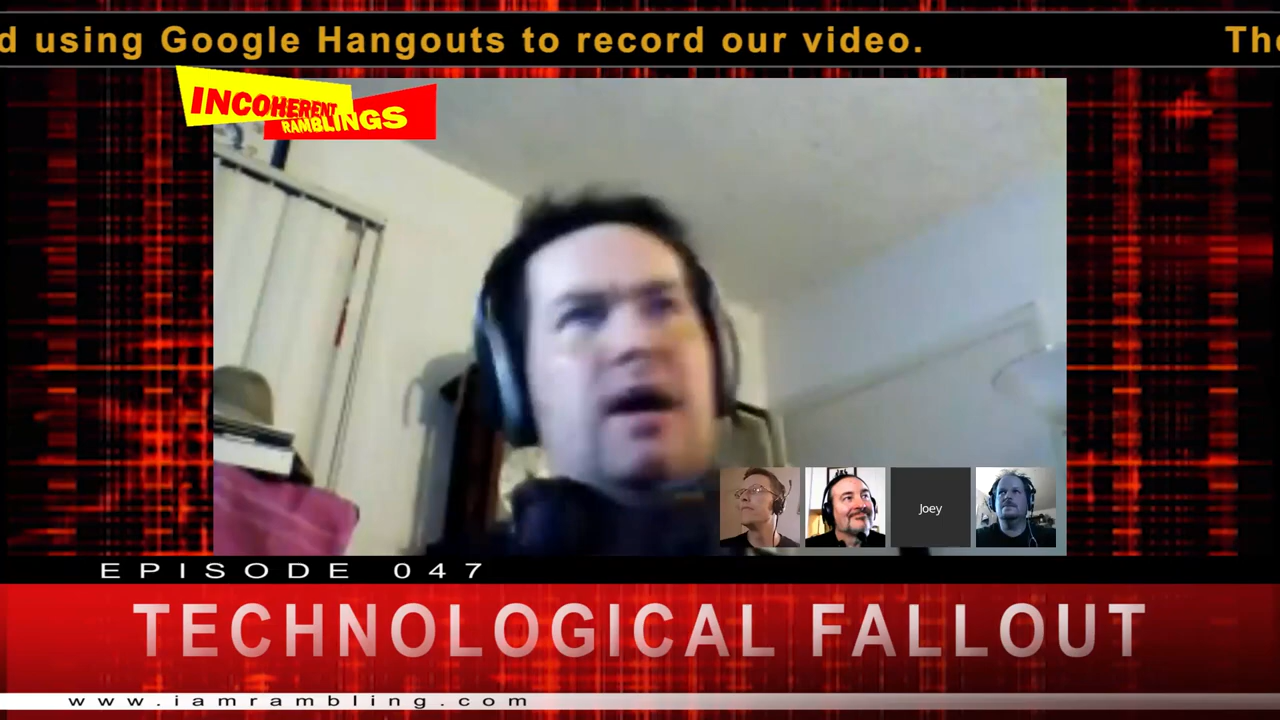 d using Google Hangouts to record our video.
The
INCOHERENT
RAMBLINGS
Joey
EPISODE 047
TECHNOLOGICAL FALLOUT
www.iamrambling.com